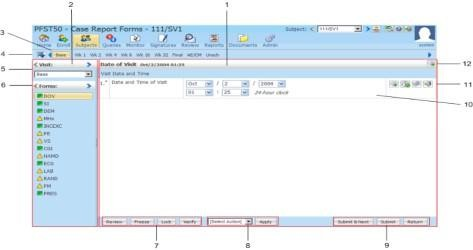 1
2
3
4
5
6
7
8
9
10
11
12
PFST50 - Case Report Forms - 111/SV1
Subject: < 111/SV1 >
Home Enroll Subjects Queries Monitor Signatures Review Reports Documents Admin
Base WK 1 WK 2 WK 4 WK 8 WK 16 WK 32 Final AE/CM Unsch
< Visit: >
Base
< Forms: >
DOV
SI
DEM
MHx
INCEXC
PE
VS
CGI
HAMD
ECG
LAB
RAND
FM
PREG
Date of Visit Oct/2/2004 01:25
Visit Date and Time
1.* Date and Time of Visit
Oct / 2 / 2004
01 : 25 24-hour clock
Review Freeze Lock Verify [Select Action] Apply Submit & Next Submit Return